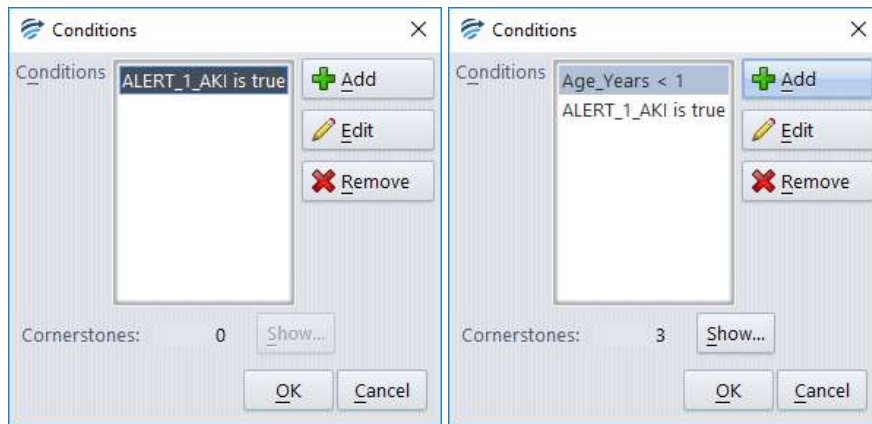 Conditions
Conditions
ALERT_1_AKI is true
Add
Edit
Remove
Cornerstones: 0 Show...
OK Cancel
Conditions
Conditions
Age_Years < 1
ALERT_1_AKI is true
Add
Edit
Remove
Cornerstones: 3 Show...
OK Cancel